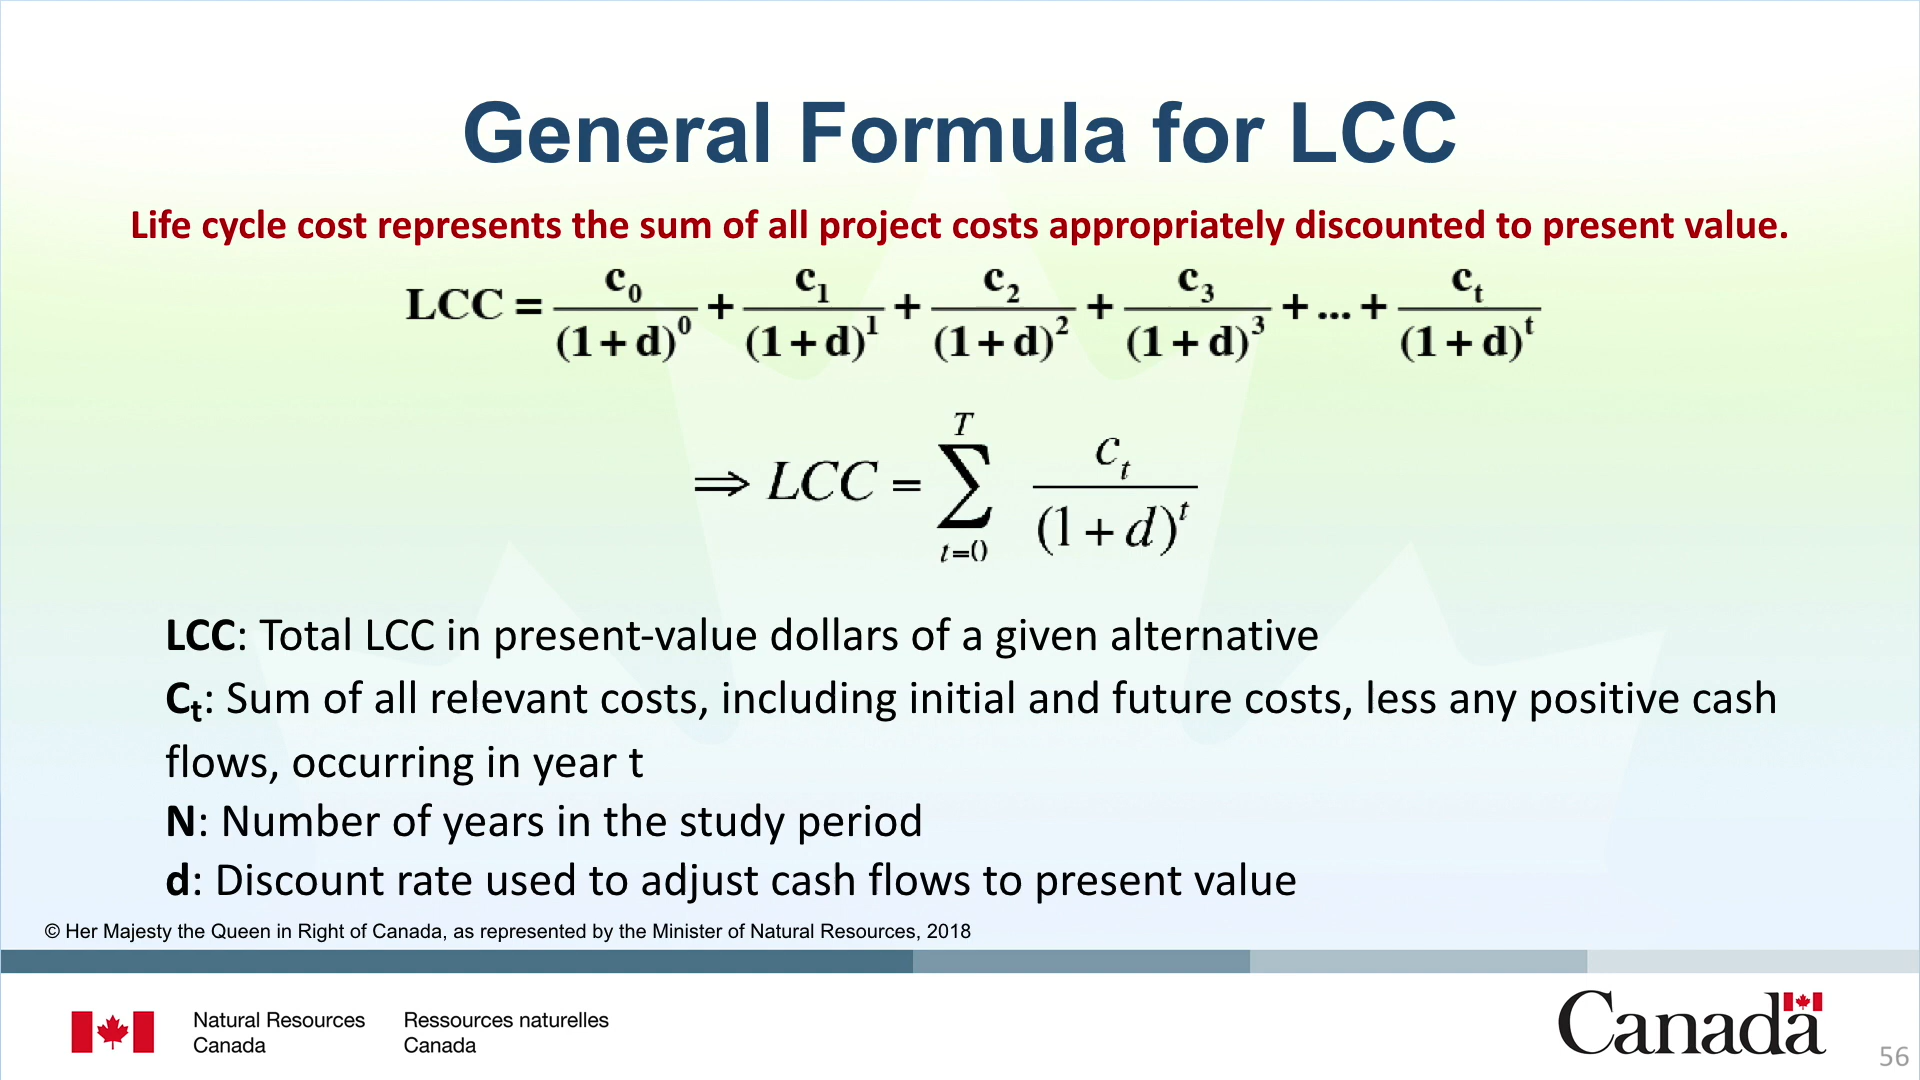 General Formula for LCC
Life cycle cost represents the sum of all project costs appropriately discounted to present value.
LCC = c₀/(1 + d)⁰ + c₁/(1 + d)¹ + c₂/(1 + d)² + c₃/(1 + d)³ + ... + cₜ/(1 + d)ᵗ
⇒ LCC = ∑_{t=0}^{T} cₜ/(1 + d)ᵗ
LCC: Total LCC in present-value dollars of a given alternative
Cₜ: Sum of all relevant costs, including initial and future costs, less any positive cash
flows, occurring in year t
N: Number of years in the study period
d: Discount rate used to adjust cash flows to present value
© Her Majesty the Queen in Right of Canada, as represented by the Minister of Natural Resources, 2018
Natural Resources
Canada
Ressources naturelles
Canada
Canada
56